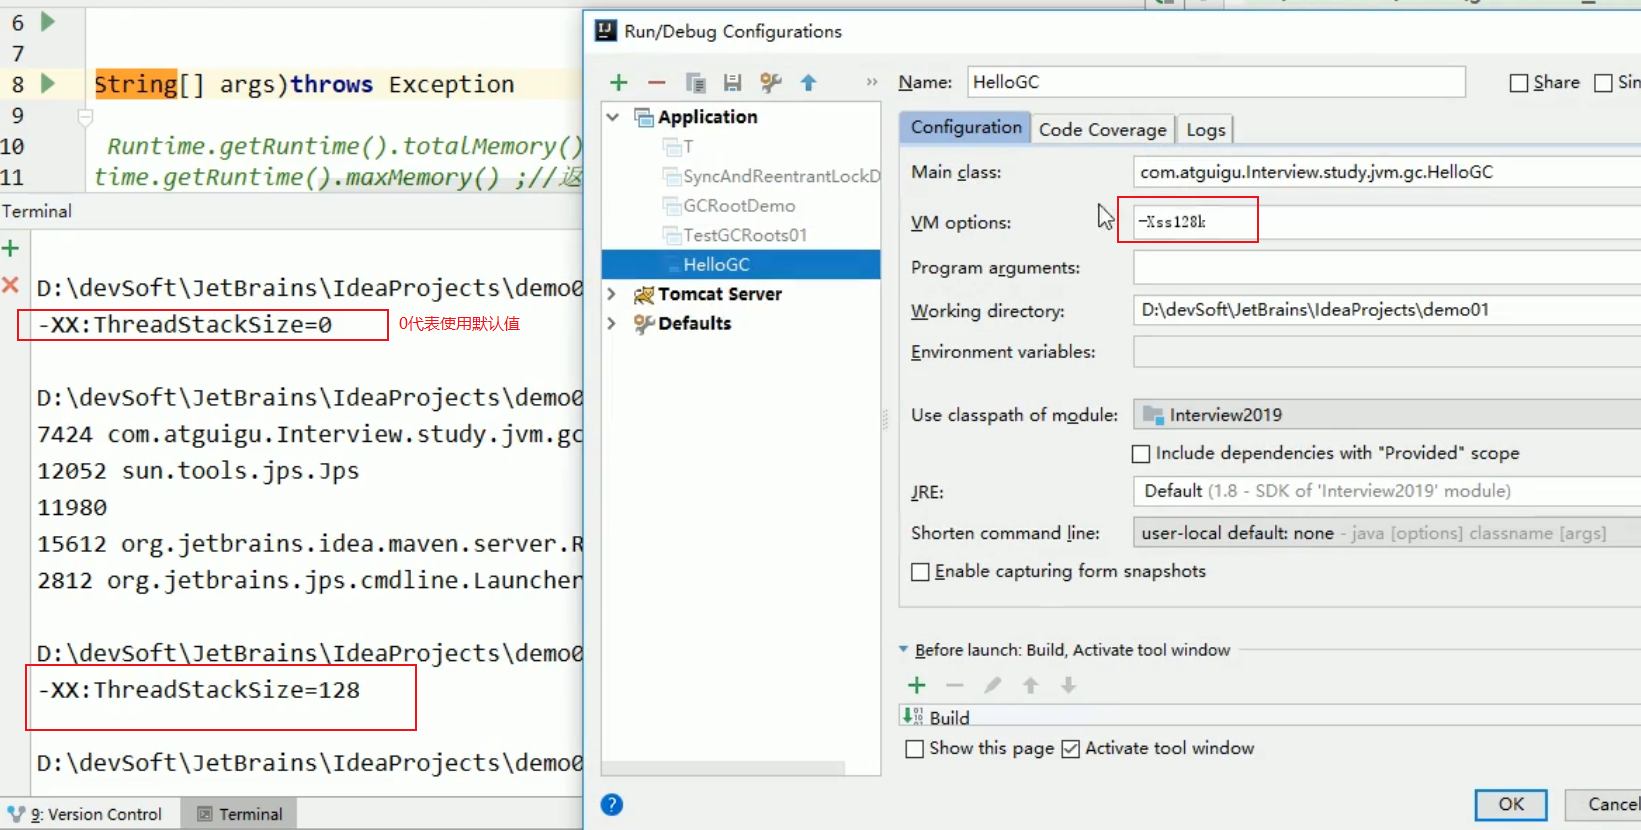 6
7
8 String[] args)throws Exception
9
10 Runtime.getRuntime().totalMemory()
11 time.getRuntime().maxMemory() ;//返
Terminal
D:\devSoft\JetBrains\IdeaProjects\demo0
-XX:ThreadStackSize=0 0代表使用默认值
D:\devSoft\JetBrains\IdeaProjects\demo0
7424 com.atguigu.Interview.study.jvm.gc
12052 sun.tools.jps.Jps
11980
15612 org.jetbrains.idea.maven.server.R
2812 org.jetbrains.jps.cmdline.Launcher
D:\devSoft\JetBrains\IdeaProjects\demo0
-XX:ThreadStackSize=128
D:\devSoft\JetBrains\IdeaProjects\demo0
9: Version Control
Terminal
Run/Debug Configurations
Application
T
SyncAndReentrantLockD
GCRootDemo
TestGCRoots01
HelloGC
Tomcat Server
Defaults
Name: HelloGC
Share
Sin
Configuration Code Coverage Logs
Main class: com.atguigu.Interview.study.jvm.gc.HelloGC
VM options: -Xss128k
Program arguments:
Working directory: D:\devSoft\JetBrains\IdeaProjects\demo01
Environment variables:
Use classpath of module: Interview2019
Include dependencies with "Provided" scope
JRE: Default (1.8 - SDK of 'Interview2019' module)
Shorten command line: user-local default: none - java [options] classname [args]
Enable capturing form snapshots
Before launch: Build, Activate tool window
Build
Show this page Activate tool window
OK Cancel